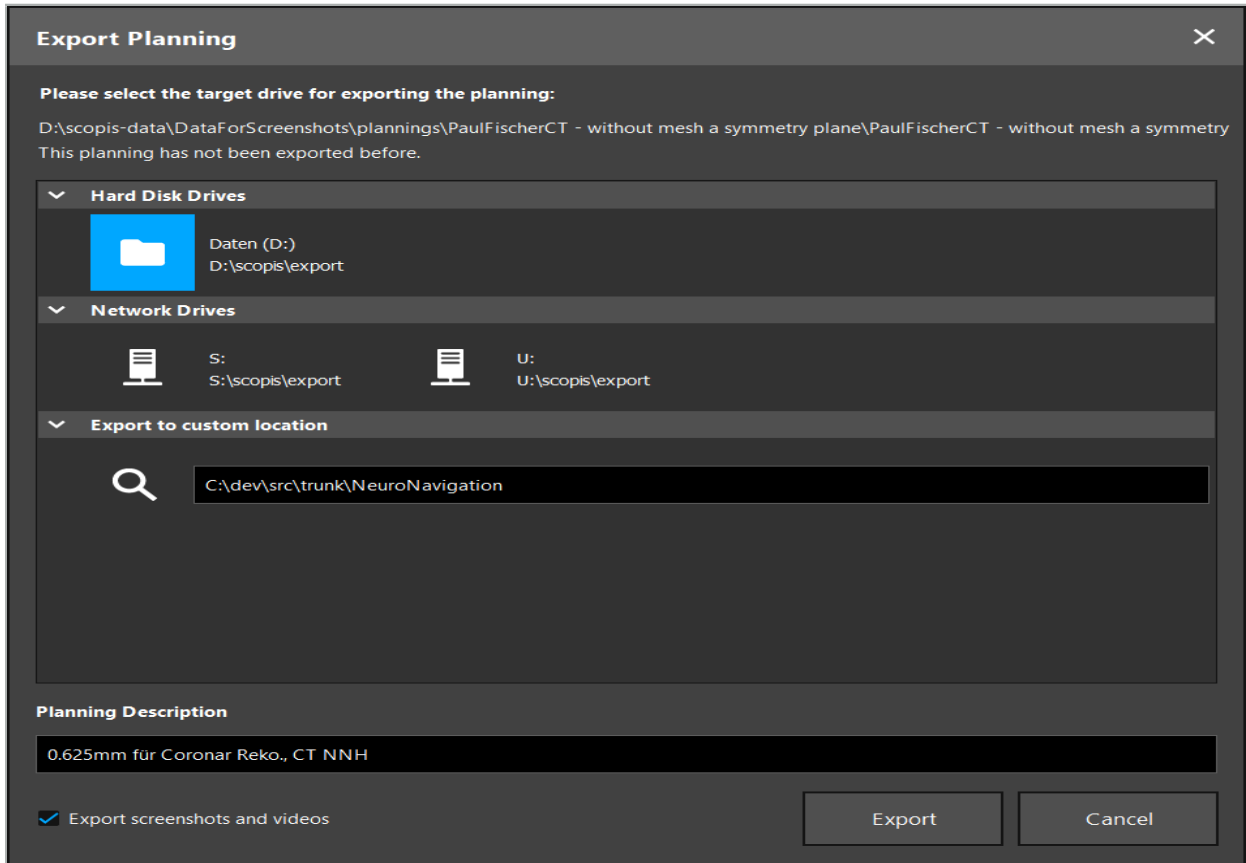 Export Planning
Please select the target drive for exporting the planning:
D:\scopis-data\DataForScreenshots\plannings\PaulFischerCT - without mesh a symmetry plane\PaulFischerCT - without mesh a symmetry
This planning has not been exported before.
Hard Disk Drives
Daten (D:)
D:\scopis\export
Network Drives
S:
S:\scopis\export
U:
U:\scopis\export
Export to custom location
C:\dev\src\trunk\NeuroNavigation
Planning Description
0.625mm für Coronar Reko., CT NNH
Export screenshots and videos
Export
Cancel